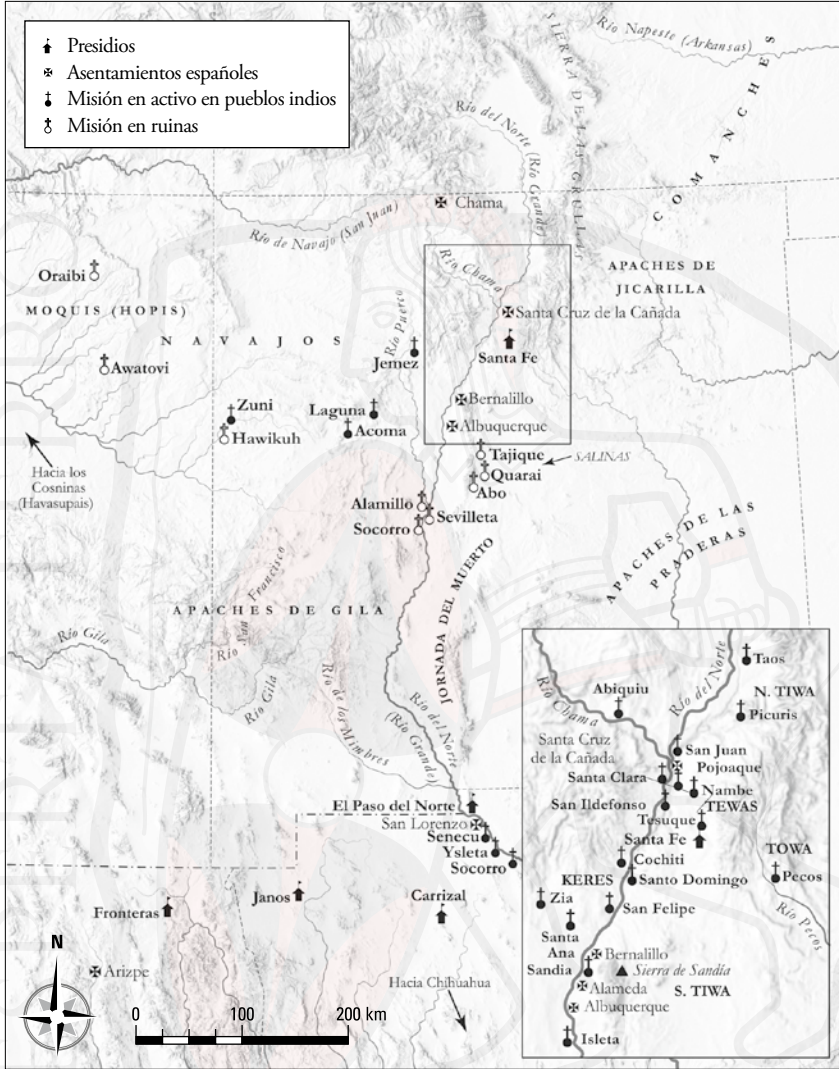 Presidios
Asentamientos españoles
Misión en activo en pueblos indios
Misión en ruinas
Río Napeste (Arkansas)
SIERRA DE LAS GRULLAS
COMANCHES
Río del Norte (Río Grande)
Chama
Río de Navajo (San Juan)
Río Chama
Oraibi
MOQUIS (HOPIS)
APACHES DE
JICARILLA
Santa Cruz de la Cañada
NAVAJOS
Río Puerco
Jemez
Santa Fe
Awatovi
Bernalillo
Zuni
Laguna
Albuquerque
Hawikuh
Acoma
Tajique
SALINAS
Quarai
Abo
Hacia los
Cosninas
(Havasupais)
Alamillo
Sevilleta
Socorro
APACHES DE LAS
PRADERAS
JORNADA DEL MUERTO
Río San Francisco
APACHES DE GILA
Río Gila
Río Gila
Río de los Mimbres
Río del Norte
(Río Grande)
El Paso del Norte
San Lorenzo
Senecu
Ysleta
Socorro
Janos
Carrizal
Fronteras
Arizpe
Hacia Chihuahua
N
0 100 200 km
Taos
Río del Norte
Abiquiu
N. TIWA
Río Chama
Picuris
Santa Cruz
de la Cañada
San Juan
Pojoaque
Santa Clara
Nambe
San Ildefonso
TEWAS
Tesuque
Santa Fe
TOWA
Cochiti
Pecos
KERES
Santo Domingo
Zia
San Felipe
Río Pecos
Santa
Ana
Bernalillo
Sandia
Sierra de Sandía
S. TIWA
Alameda
Albuquerque
Isleta